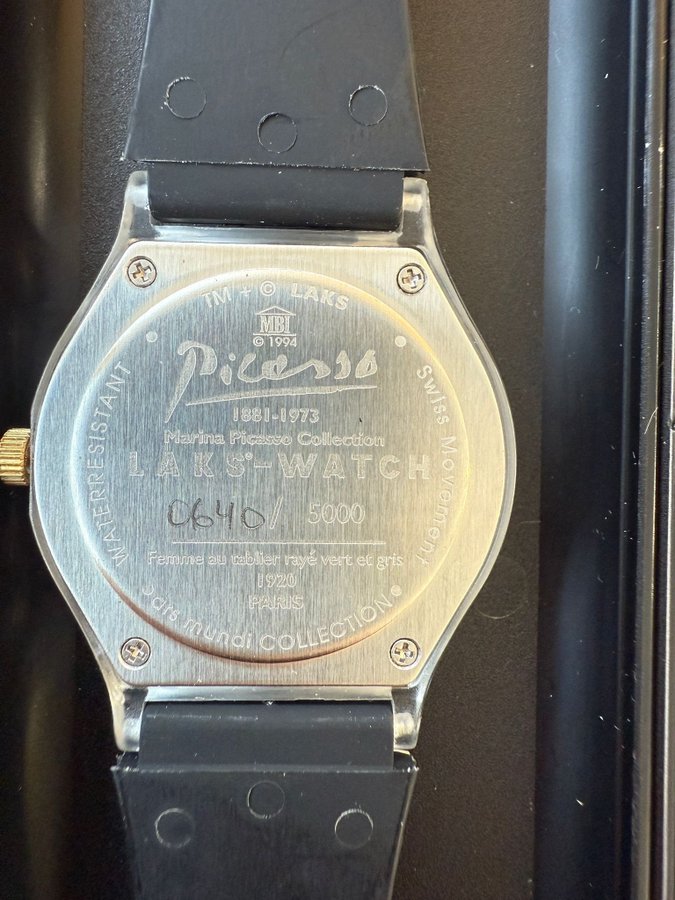 TM + © LAKS
MBI
© 1994
Picasso
1881-1973
Marina Picasso Collection
LAKS®-WATCH
0640 / 5000
Femme au tablier rayé vert et gris
1920
PARIS
WATERRESISTANT
Swiss Movement
ars mundi COLLECTION®